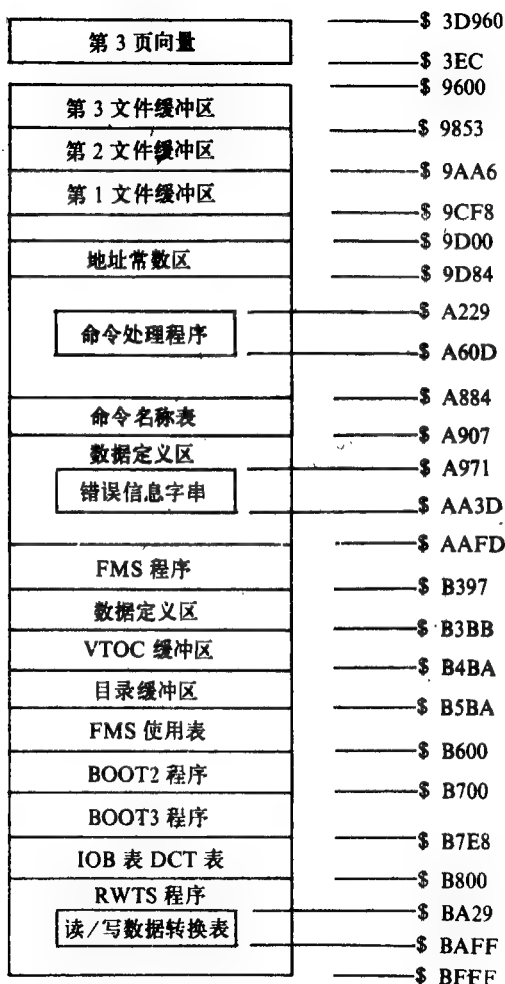 $ 3D960
第 3 页向量
$ 3EC
$ 9600
第 3 文件缓冲区
$ 9853
第 2 文件缓冲区
$ 9AA6
第 1 文件缓冲区
$ 9CF8
$ 9D00
地址常数区
$ 9D84
$ A229
命令处理程序
$ A60D
$ A884
命令名称表
$ A907
数据定义区
$ A971
错误信息字串
$ AA3D
$ AAFD
FMS 程序
$ B397
数据定义区
$ B3BB
VTOC 缓冲区
$ B4BA
目录缓冲区
$ B5BA
FMS 使用表
$ B600
BOOT2 程序
$ B700
BOOT3 程序
$ B7E8
IOB 表 DCT 表
$ B800
RWTS 程序
$ BA29
读/写数据转换表
$ BAFF
$ BFFF